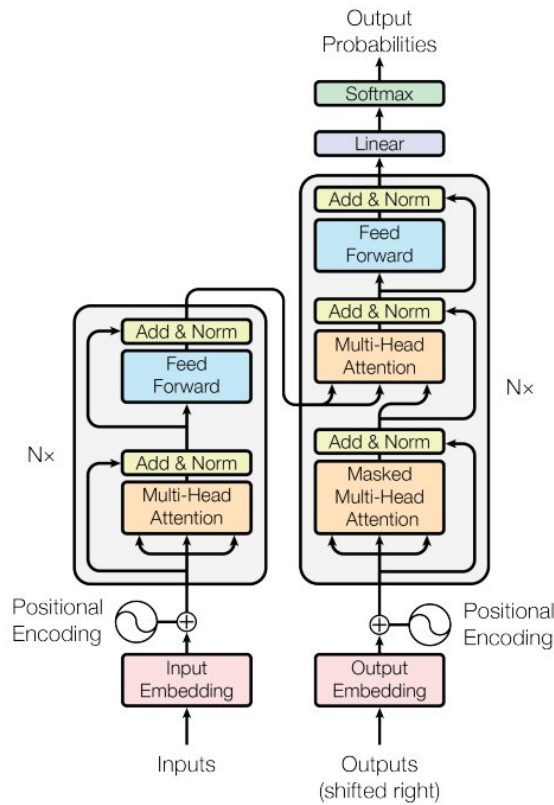 Output
Probabilities
Softmax
Linear
Add & Norm
Feed
Forward
Add & Norm
Multi-Head
Attention
Add & Norm
Masked
Multi-Head
Attention
N×
Add & Norm
Feed
Forward
N×
Add & Norm
Multi-Head
Attention
Positional
Encoding
Positional
Encoding
Input
Embedding
Output
Embedding
Inputs
Outputs
(shifted right)